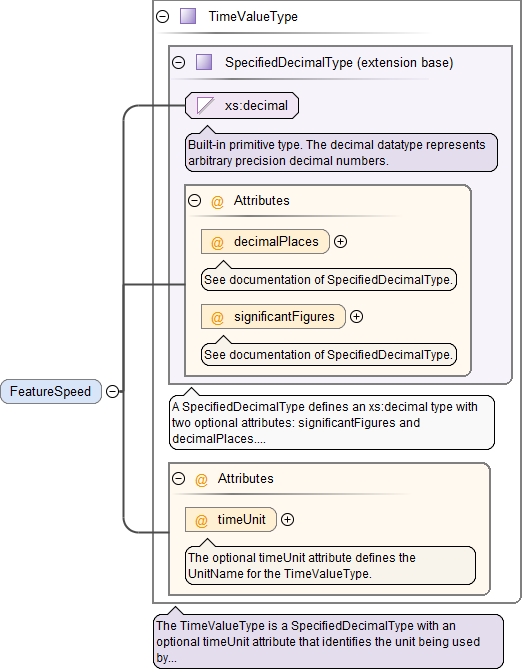 TimeValueType
SpecifiedDecimalType (extension base)
xs:decimal
Built-in primitive type. The decimal datatype represents
arbitrary precision decimal numbers.
@ Attributes
@ decimalPlaces
See documentation of SpecifiedDecimalType.
@ significantFigures
See documentation of SpecifiedDecimalType.
FeatureSpeed
A SpecifiedDecimalType defines an xs:decimal type with
two optional attributes: significantFigures and
decimalPlaces....
@ Attributes
@ timeUnit
The optional timeUnit attribute defines the
UnitName for the TimeValueType.
The TimeValueType is a SpecifiedDecimalType with an
optional timeUnit attribute that identifies the unit being used
by...